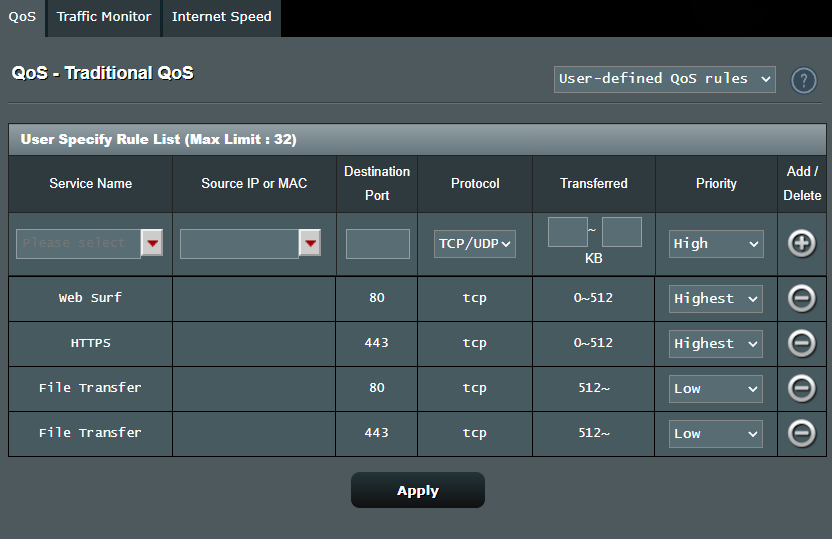 QoS Traffic Monitor Internet Speed
QoS - Traditional QoS
User-defined QoS rules ?
User Specify Rule List (Max Limit : 32)
Service Name Source IP or MAC Destination Port Protocol Transferred Priority Add / Delete
Please select TCP/UDP ~ KB High
Web Surf 80 tcp 0~512 Highest
HTTPS 443 tcp 0~512 Highest
File Transfer 80 tcp 512~ Low
File Transfer 443 tcp 512~ Low
Apply